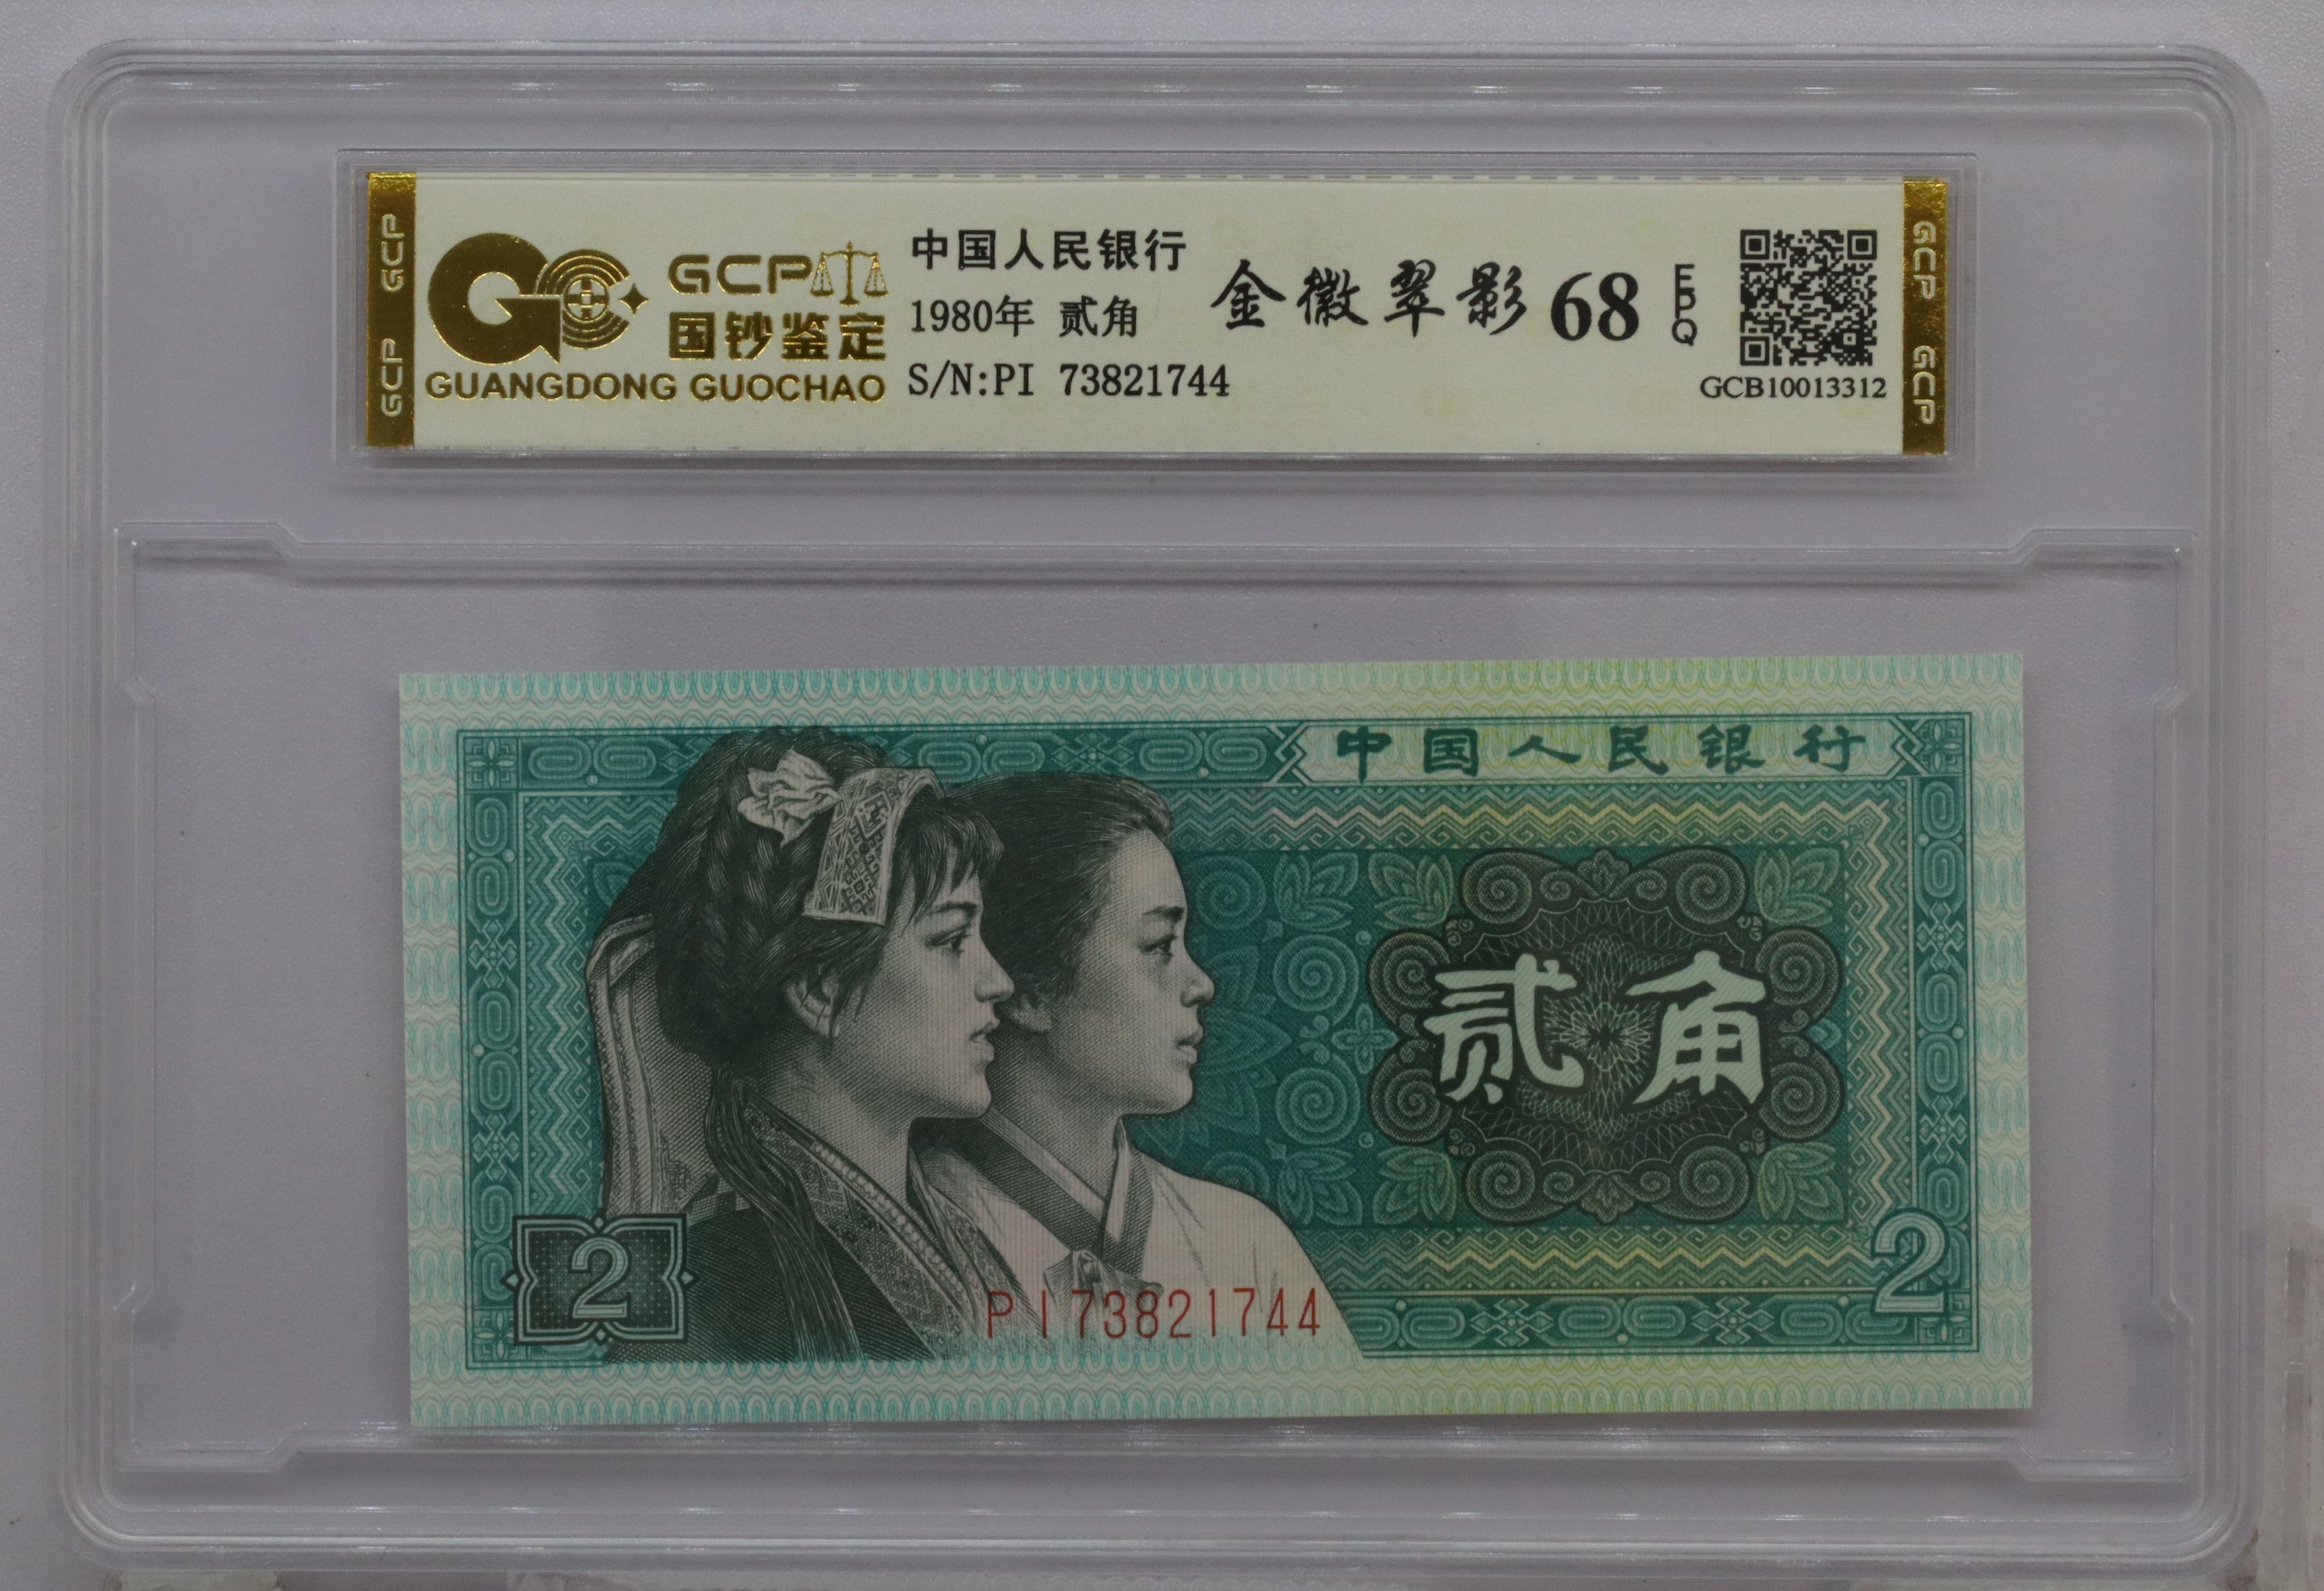 GCP
GCP
GC
GCP
国钞鉴定
GUANGDONG GUOCHAO
中国人民银行
1980年 贰角
S/N:PI 73821744
金徽翠影 68 EPQ
GCB10013312
GCP
GCP
中国人民银行
贰角
2
2
PI73821744